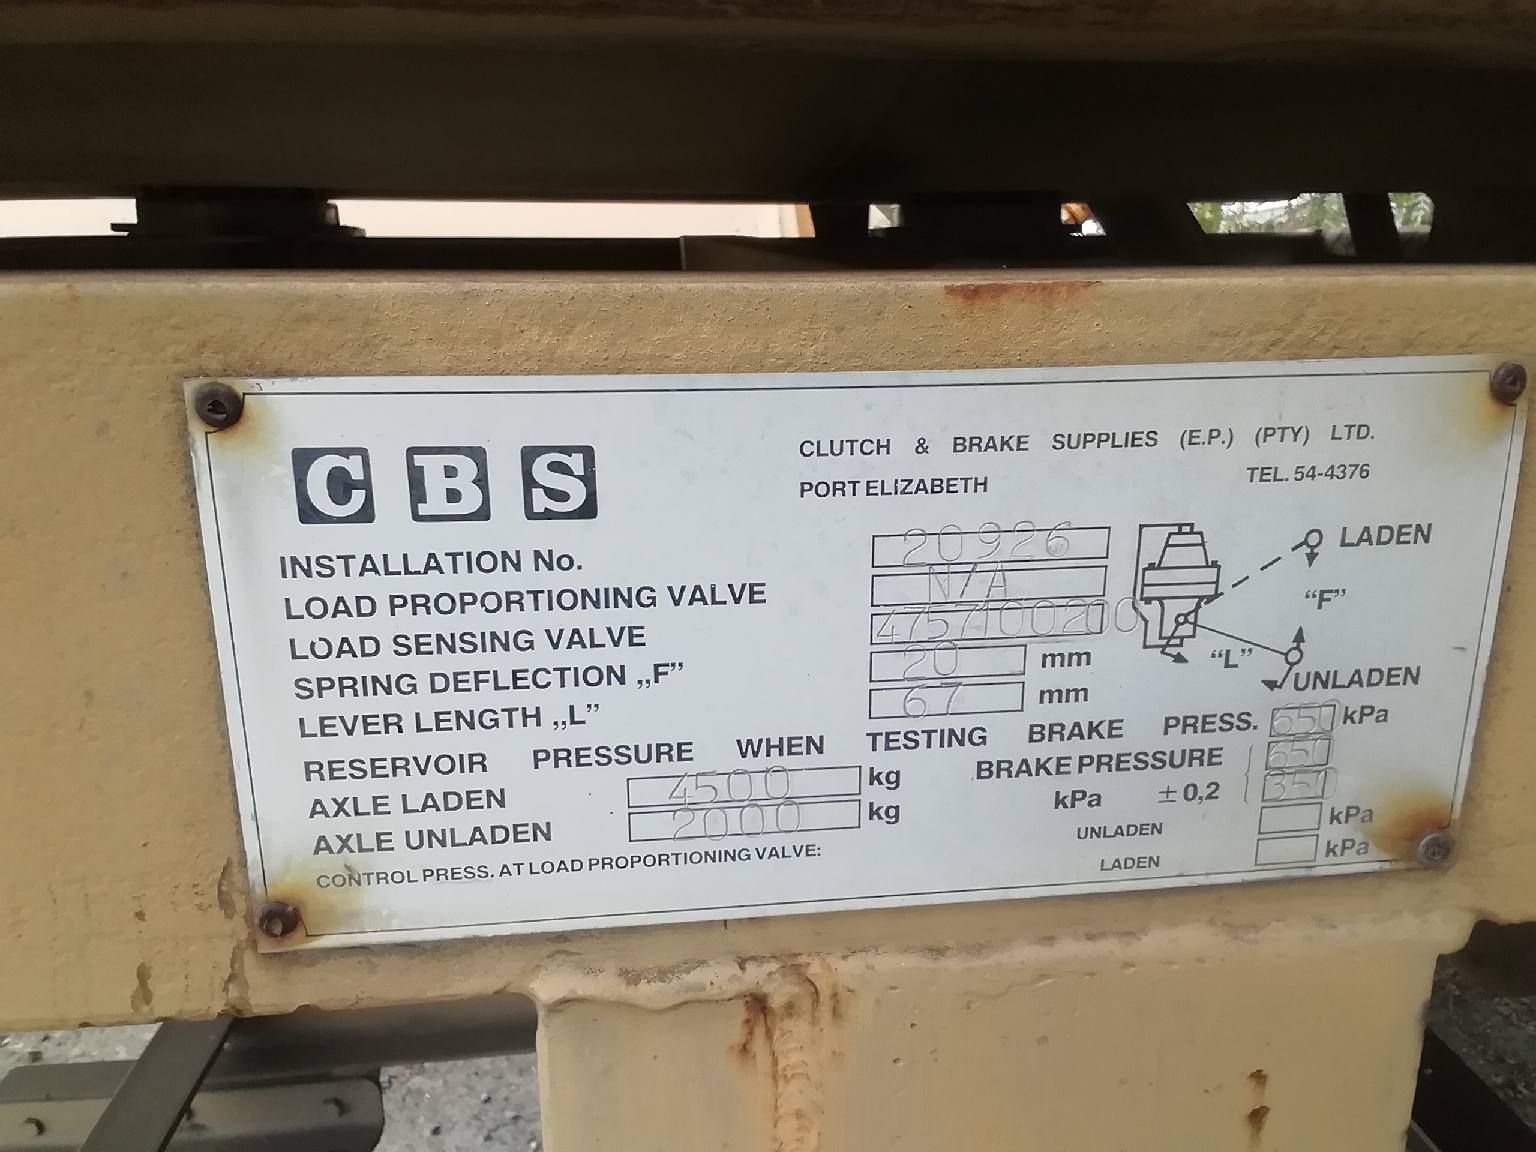 C B S
CLUTCH & BRAKE SUPPLIES (E.P.) (PTY) LTD.
PORT ELIZABETH TEL. 54-4376
INSTALLATION No. 20926
LOAD PROPORTIONING VALVE N/A
LOAD SENSING VALVE 4757100200
SPRING DEFLECTION „F” 20 mm
LEVER LENGTH „L” 67 mm
LADEN
“F”
“L”
UNLADEN
RESERVOIR PRESSURE WHEN TESTING BRAKE PRESS. 650 kPa
AXLE LADEN 4500 kg BRAKE PRESSURE 650
AXLE UNLADEN 2000 kg kPa ±0,2 350
CONTROL PRESS. AT LOAD PROPORTIONING VALVE: UNLADEN kPa
LADEN kPa